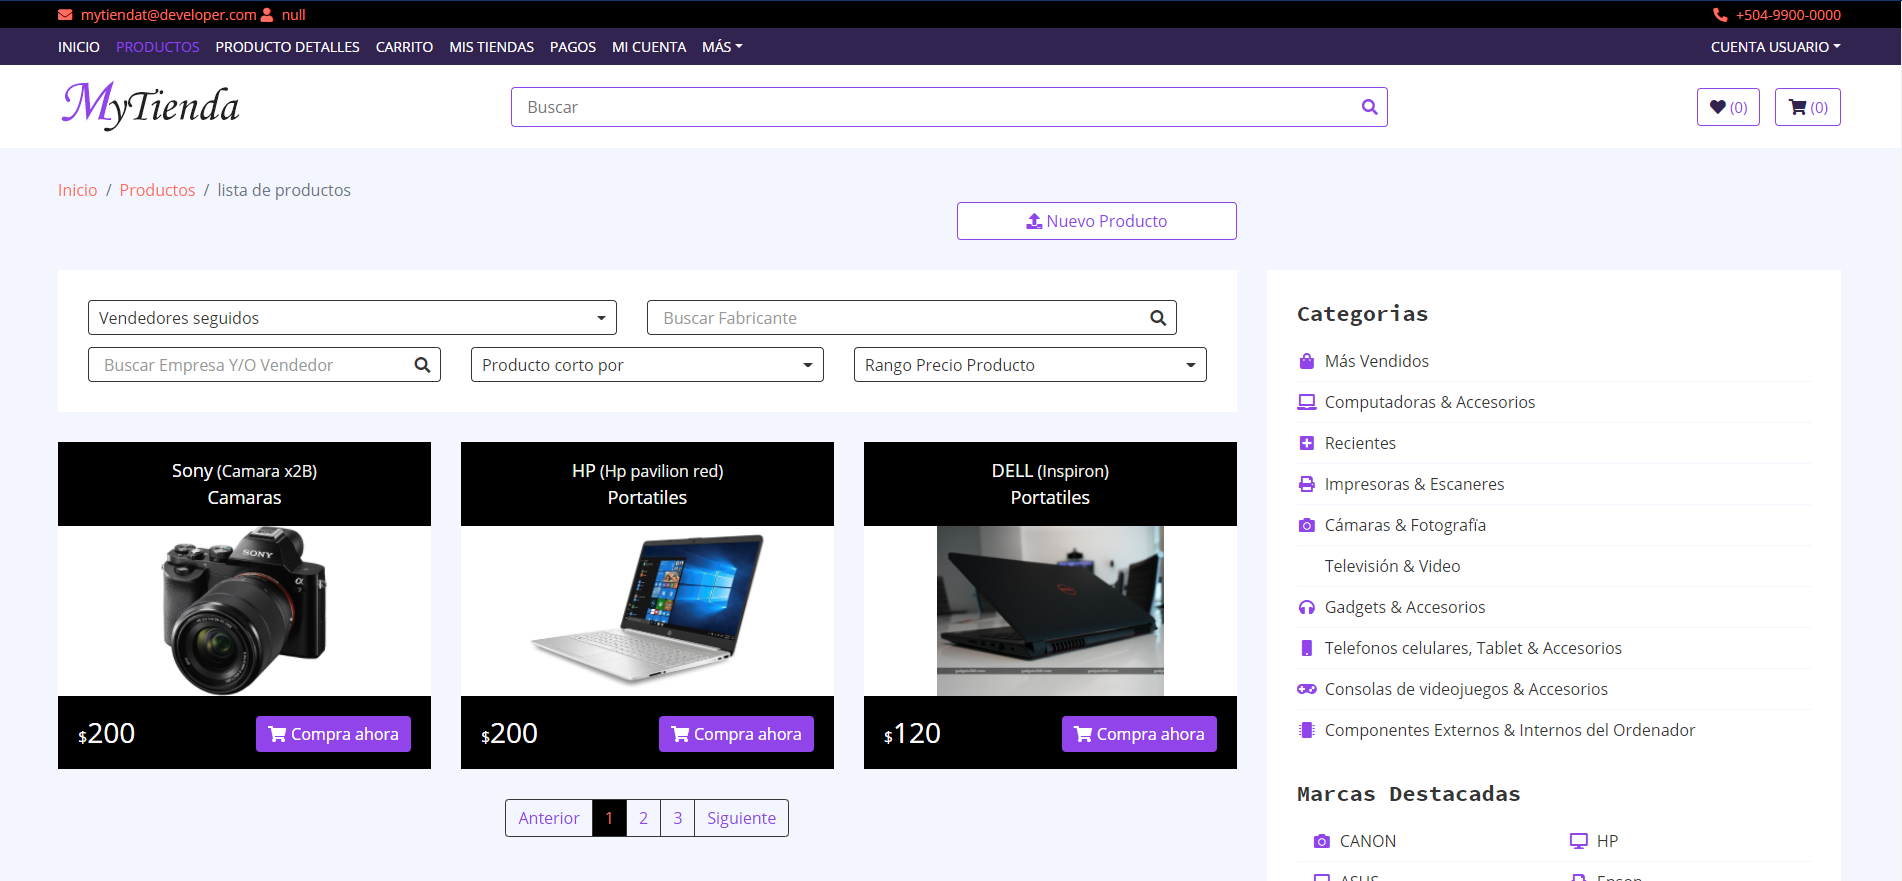 mytiendat@developer.com null +504-9900-0000
INICIO PRODUCTOS PRODUCTO DETALLES CARRITO MIS TIENDAS PAGOS MI CUENTA MÁS CUENTA USUARIO
MyTienda
Buscar
(0) (0)
Inicio / Productos / lista de productos
Nuevo Producto
Vendedores seguidos
Buscar Fabricante
Buscar Empresa Y/O Vendedor
Producto corto por
Rango Precio Producto
Sony (Camara x2B)
Camaras
SONY
$200
Compra ahora
HP (Hp pavilion red)
Portatiles
$200
Compra ahora
DELL (Inspiron)
Portatiles
$120
Compra ahora
Anterior 1 2 3 Siguiente
Categorias
Más Vendidos
Computadoras & Accesorios
Recientes
Impresoras & Escaneres
Cámaras & Fotografía
Televisión & Video
Gadgets & Accesorios
Telefonos celulares, Tablet & Accesorios
Consolas de videojuegos & Accesorios
Componentes Externos & Internos del Ordenador
Marcas Destacadas
CANON HP
ASUS